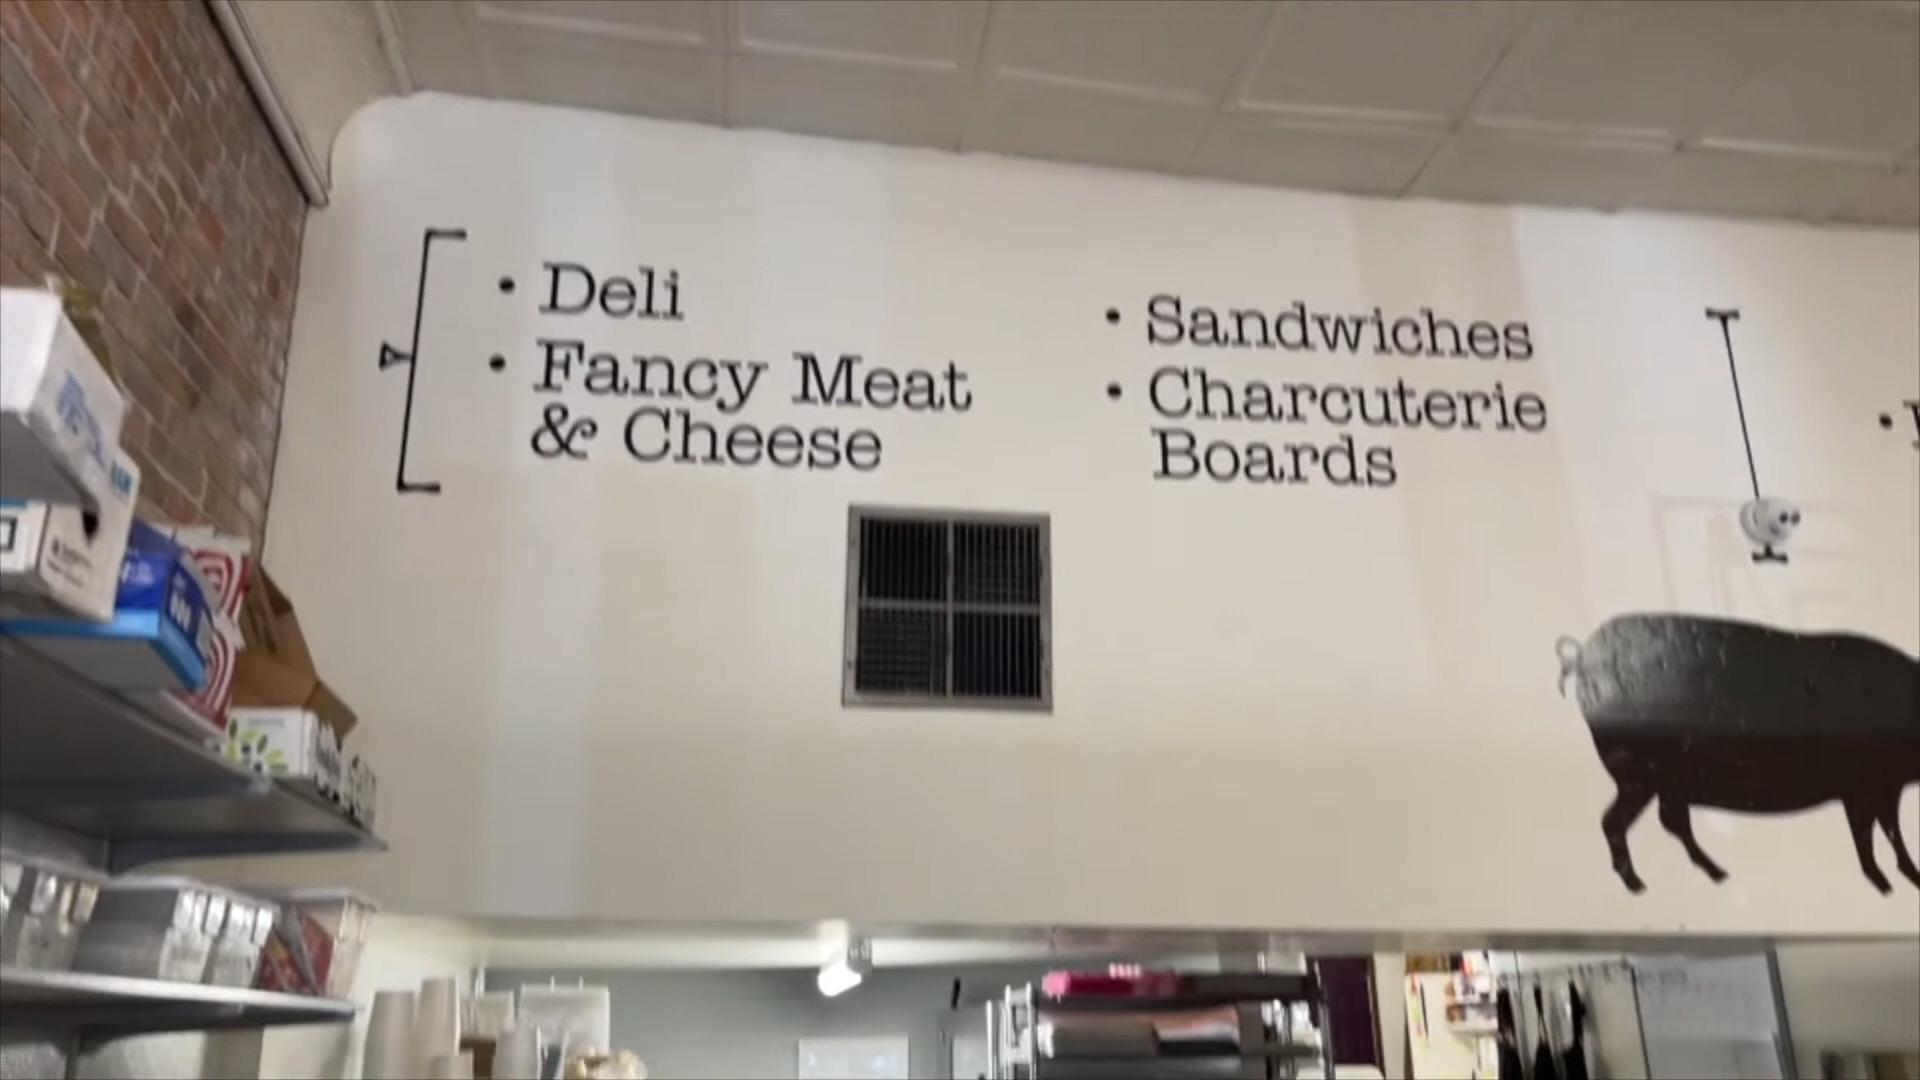 • Deli
• Fancy Meat
& Cheese
• Sandwiches
• Charcuterie
Boards